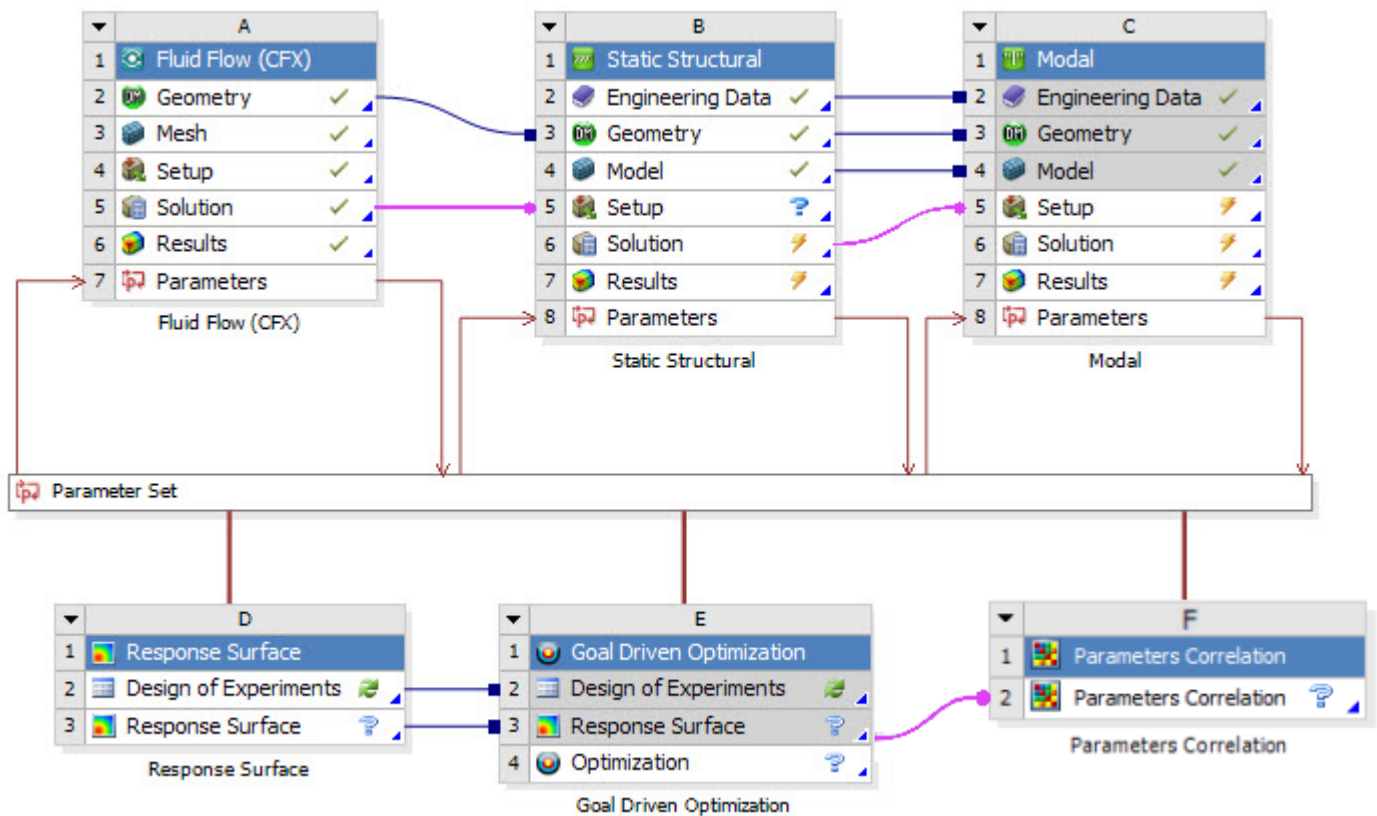 A
1 Fluid Flow (CFX)
2 Geometry
3 Mesh
4 Setup
5 Solution
6 Results
7 Parameters
Fluid Flow (CFX)
B
1 Static Structural
2 Engineering Data
3 Geometry
4 Model
5 Setup
6 Solution
7 Results
8 Parameters
Static Structural
C
1 Modal
2 Engineering Data
3 Geometry
4 Model
5 Setup
6 Solution
7 Results
8 Parameters
Modal
Parameter Set
D
1 Response Surface
2 Design of Experiments
3 Response Surface
Response Surface
E
1 Goal Driven Optimization
2 Design of Experiments
3 Response Surface
4 Optimization
Goal Driven Optimization
F
1 Parameters Correlation
2 Parameters Correlation
Parameters Correlation